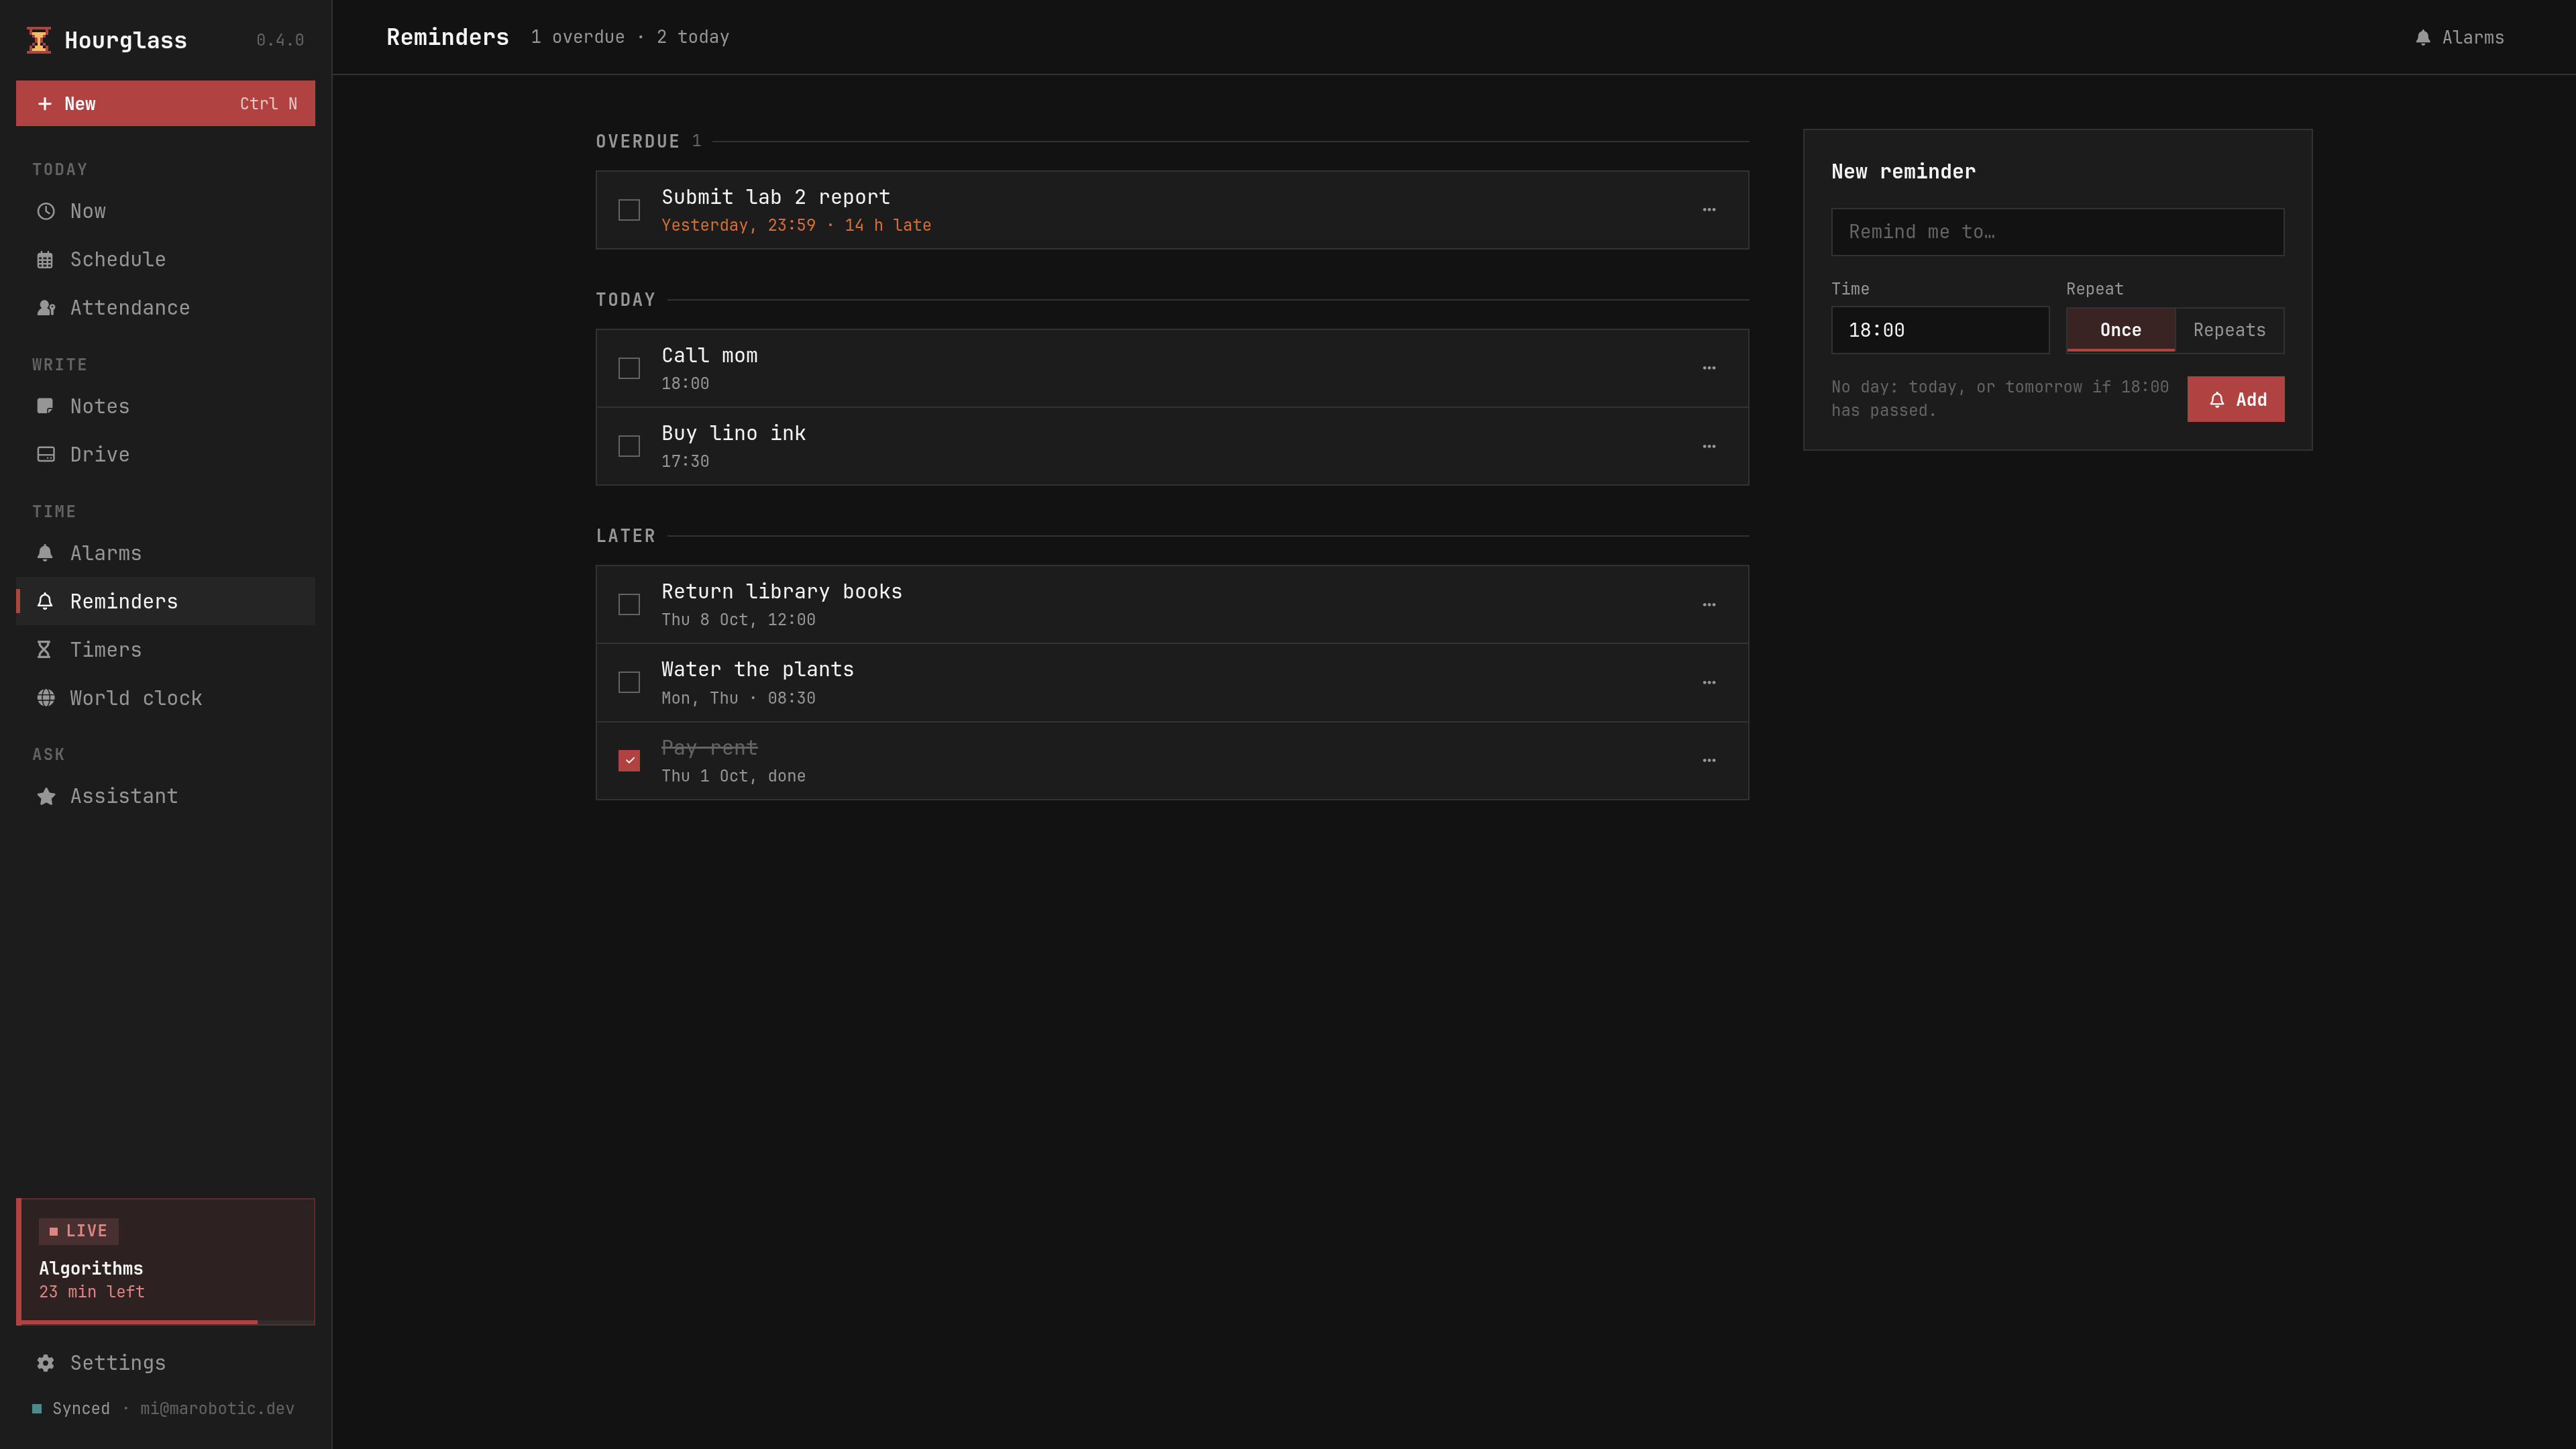 Hourglass 0.4.0
New Ctrl N
TODAY
Now
Schedule
Attendance
WRITE
Notes
Drive
TIME
Alarms
Reminders
Timers
World clock
ASK
Assistant
LIVE
Algorithms
23 min left
Settings
Synced · mi@marobotic.dev
Reminders 1 overdue · 2 today
Alarms
OVERDUE 1
Submit lab 2 report
Yesterday, 23:59 · 14 h late
TODAY
Call mom
18:00
Buy lino ink
17:30
LATER
Return library books
Thu 8 Oct, 12:00
Water the plants
Mon, Thu · 08:30
Pay rent
Thu 1 Oct, done
New reminder
Remind me to…
Time Repeat
18:00 Once Repeats
No day: today, or tomorrow if 18:00
has passed.
Add